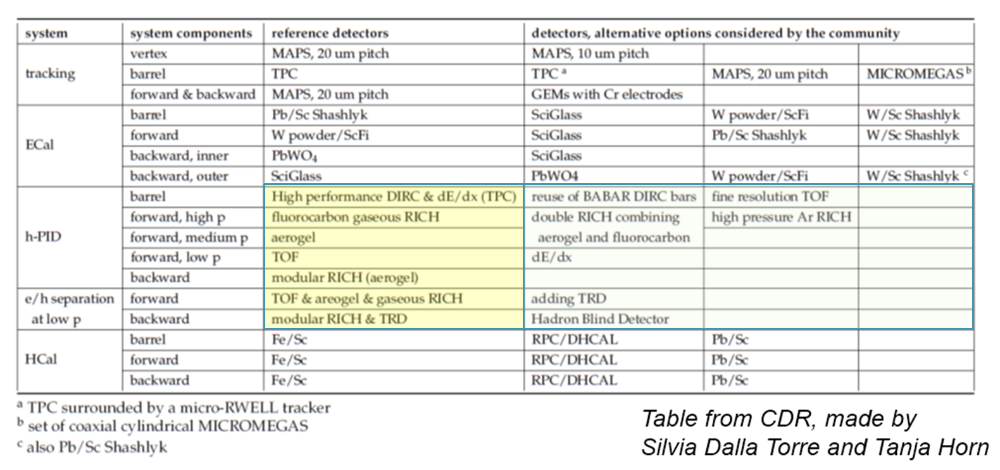 system system components reference detectors detectors, alternative options considered by the community
vertex MAPS, 20 um pitch MAPS, 10 um pitch
tracking barrel TPC TPC a MAPS, 20 um pitch MICROMEGAS b
forward & backward MAPS, 20 um pitch GEMs with Cr electrodes
barrel Pb/Sc Shashlyk SciGlass W powder/ScFi W/Sc Shashlyk
ECal forward W powder/ScFi SciGlass Pb/Sc Shashlyk W/Sc Shashlyk
backward, inner PbWO4 SciGlass
backward, outer SciGlass PbWO4 W powder/ScFi W/Sc Shashlyk c
barrel High performance DIRC & dE/dx (TPC) reuse of BABAR DIRC bars fine resolution TOF
forward, high p fluorocarbon gaseous RICH double RICH combining high pressure Ar RICH
h-PID forward, medium p aerogel aerogel and fluorocarbon
forward, low p TOF dE/dx
backward modular RICH (aerogel)
e/h separation forward TOF & areogel & gaseous RICH adding TRD
at low p backward modular RICH & TRD Hadron Blind Detector
barrel Fe/Sc RPC/DHCAL Pb/Sc
HCal forward Fe/Sc RPC/DHCAL Pb/Sc
backward Fe/Sc RPC/DHCAL Pb/Sc
a TPC surrounded by a micro-RWELL tracker
b set of coaxial cylindrical MICROMEGAS
c also Pb/Sc Shashlyk
Table from CDR, made by
Silvia Dalla Torre and Tanja Horn